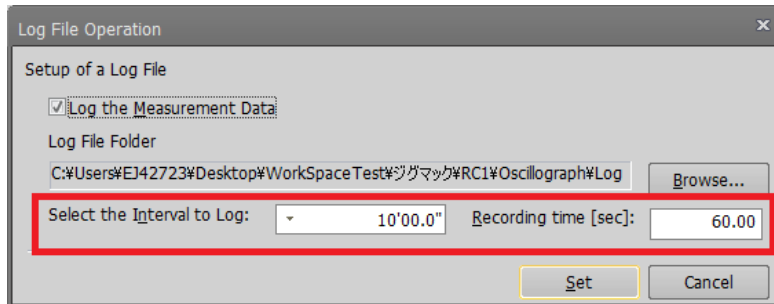 Log File Operation x
Setup of a Log File
Log the Measurement Data
Log File Folder
C:¥Users¥EJ42723¥Desktop¥WorkSpaceTest¥ジグマック¥RC1¥Oscillograph¥Log Browse...
Select the Interval to Log: 10'00.0" Recording time [sec]: 60.00
Set Cancel